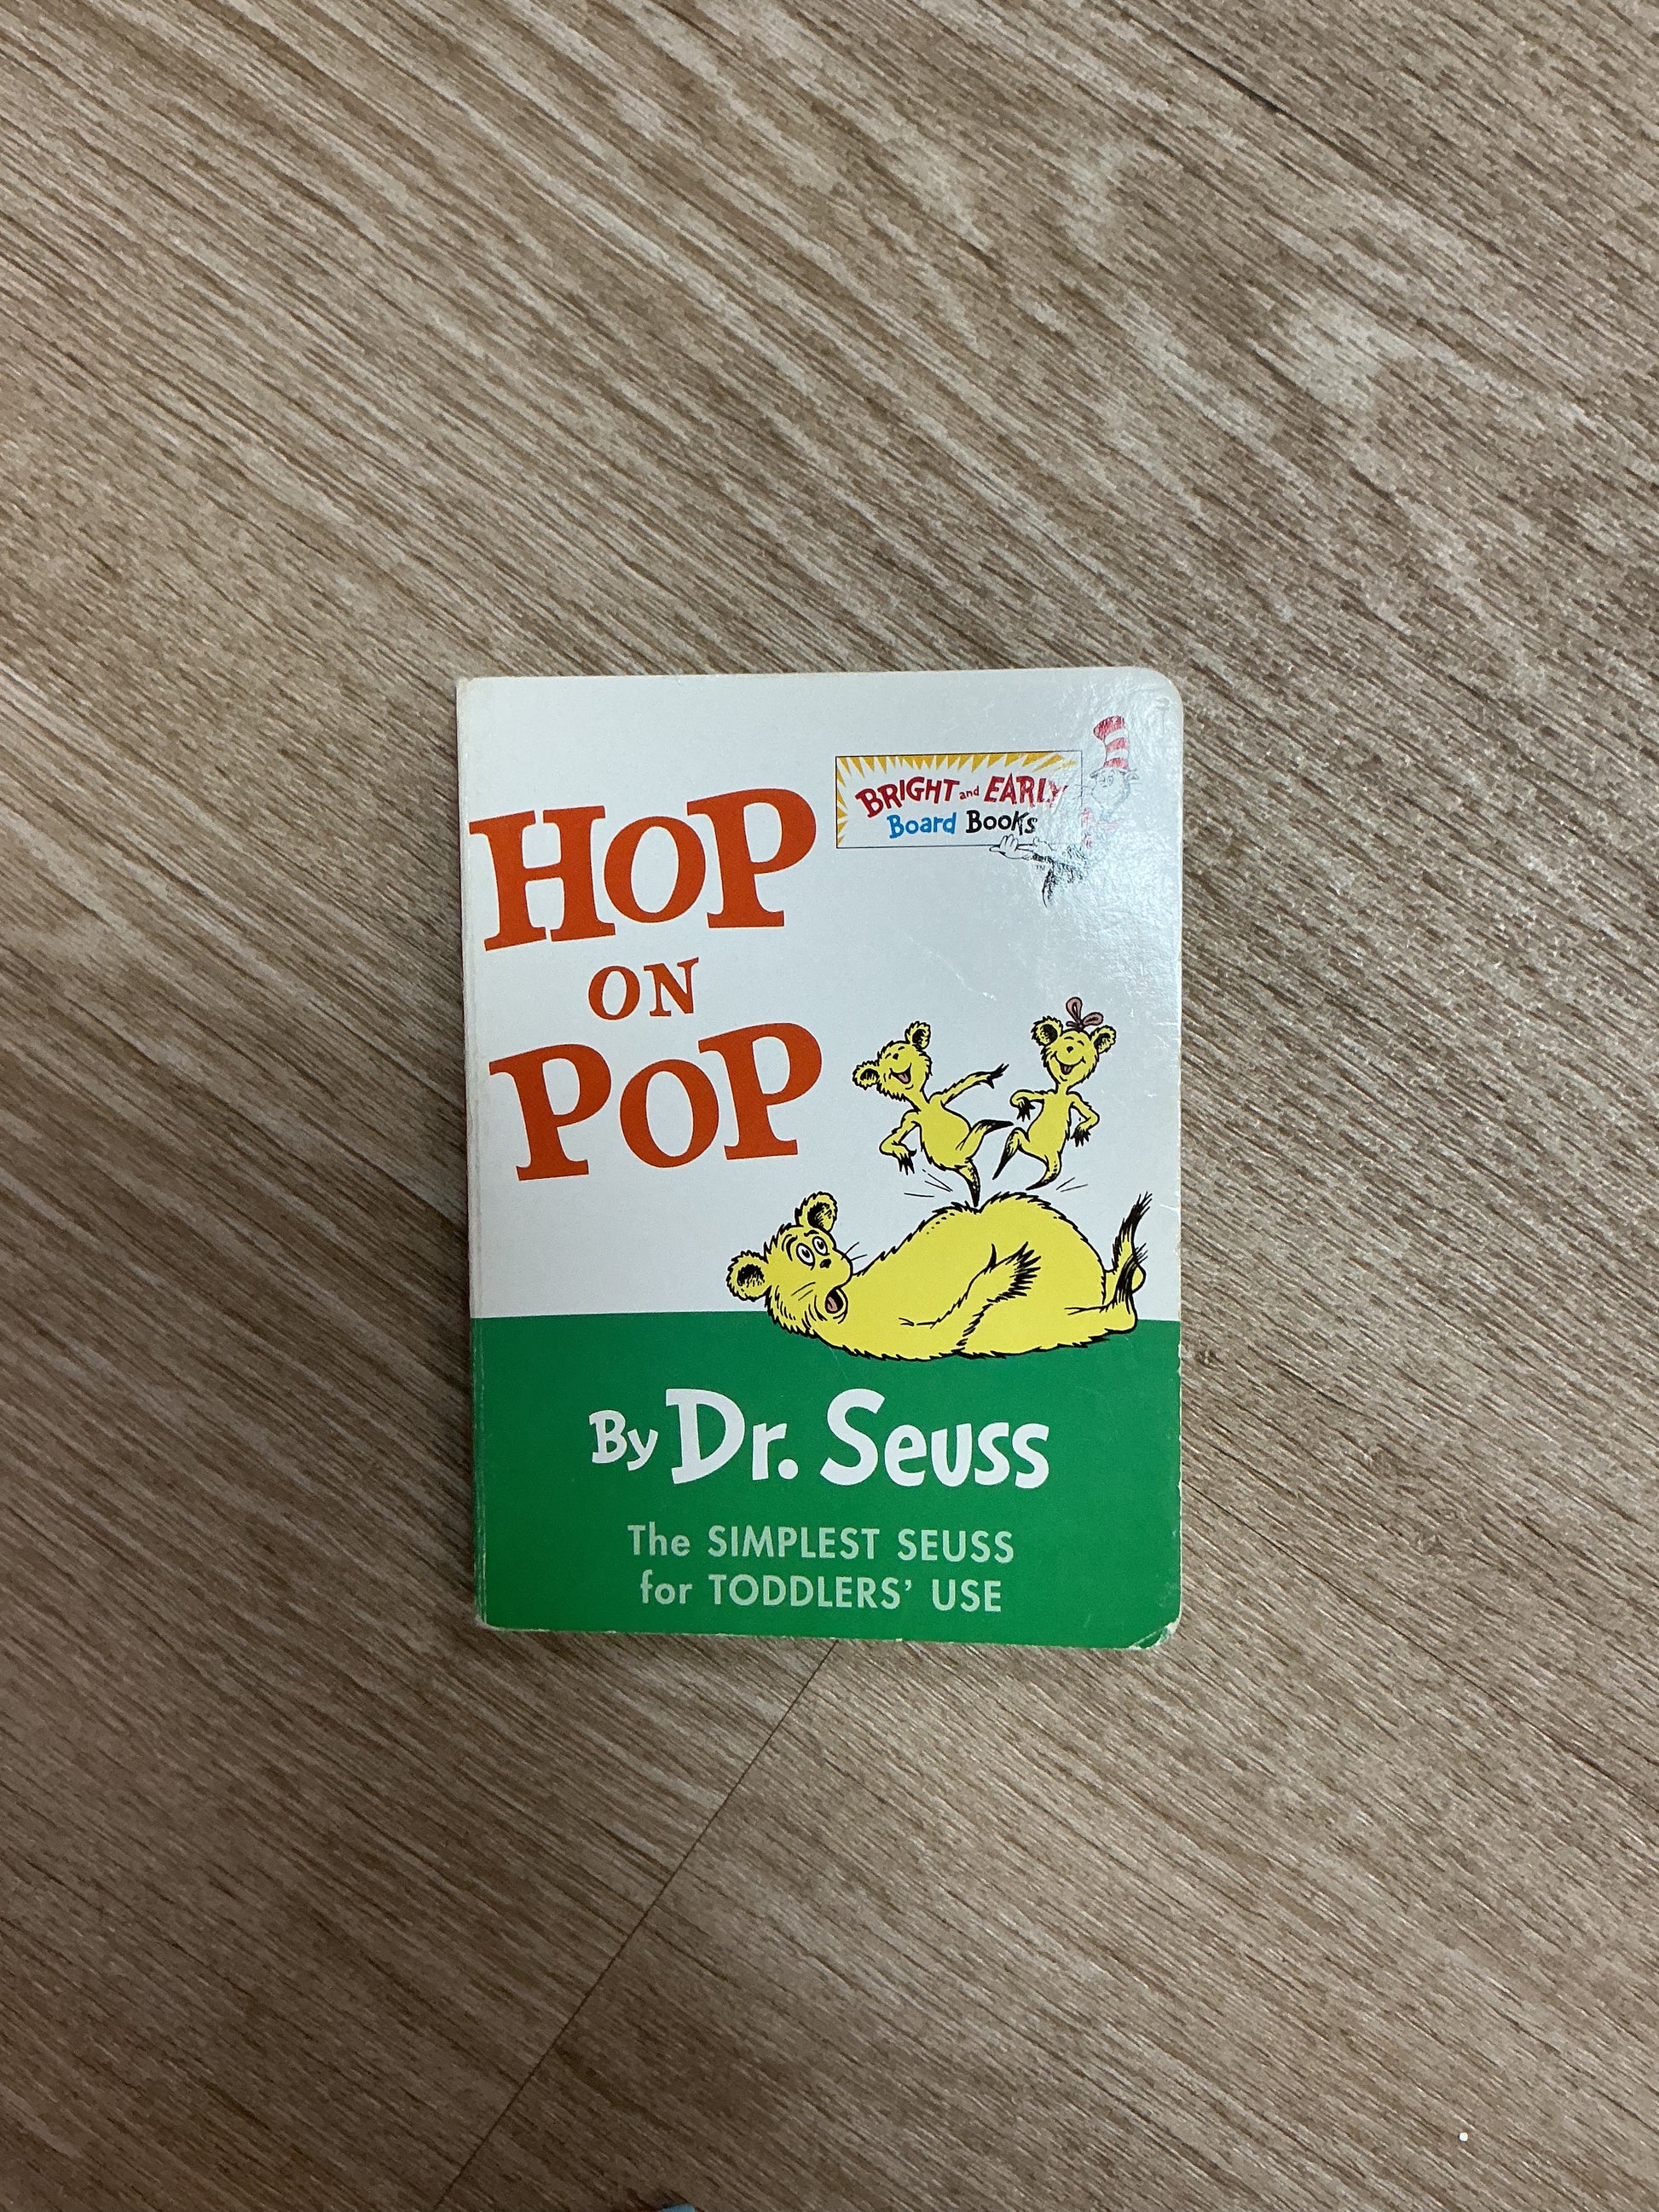 BRIGHT and EARLY
Board Books
HOP
ON
POP
By Dr. Seuss
The SIMPLEST SEUSS
for TODDLERS' USE